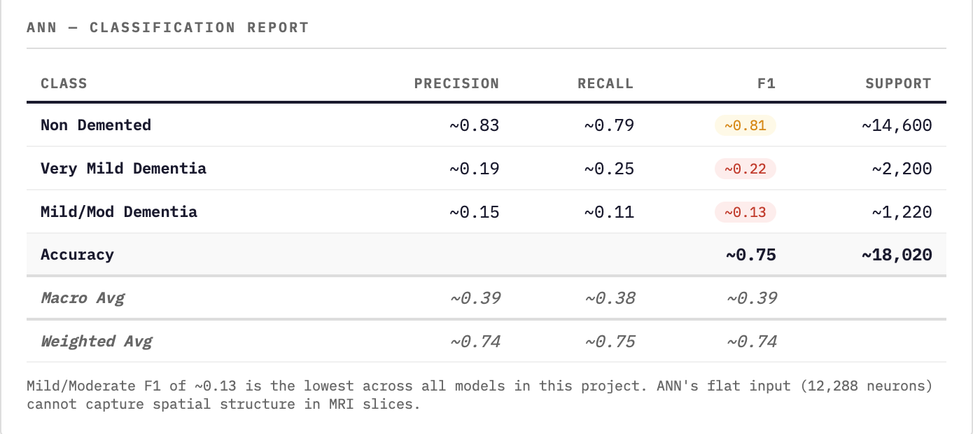 ANN — CLASSIFICATION REPORT
CLASS PRECISION RECALL F1 SUPPORT
Non Demented ~0.83 ~0.79 ~0.81 ~14,600
Very Mild Dementia ~0.19 ~0.25 ~0.22 ~2,200
Mild/Mod Dementia ~0.15 ~0.11 ~0.13 ~1,220
Accuracy ~0.75 ~18,020
Macro Avg ~0.39 ~0.38 ~0.39
Weighted Avg ~0.74 ~0.75 ~0.74
Mild/Moderate F1 of ~0.13 is the lowest across all models in this project. ANN's flat input (12,288 neurons)
cannot capture spatial structure in MRI slices.